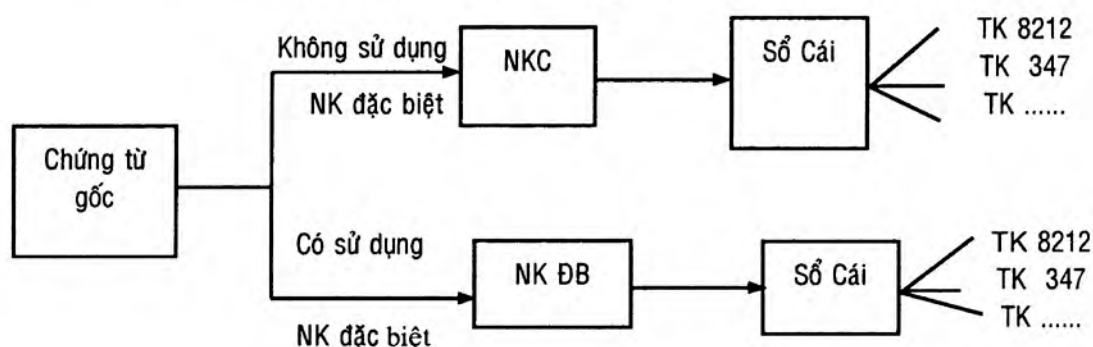 Chứng từ
gốc
Không sử dụng
NK đặc biệt
NKC
Sổ Cái
TK 8212
TK 347
TK ......
Có sử dụng
NK đặc biệt
NK ĐB
Sổ Cái
TK 8212
TK 347
TK ......